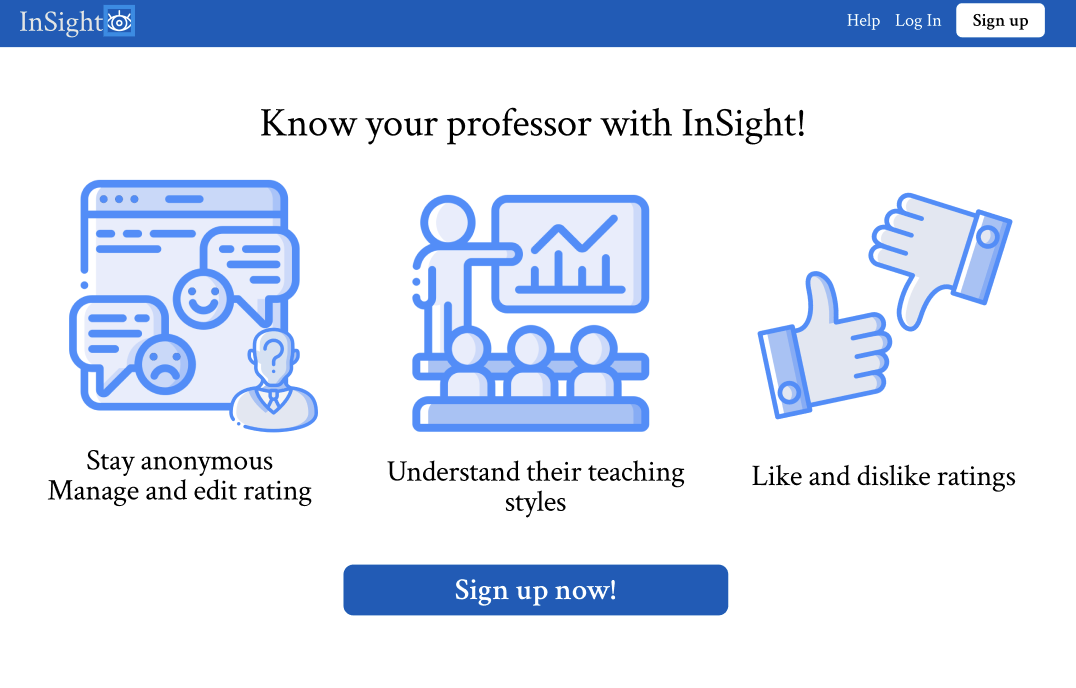 InSight
Help
Log In
Sign up
Know your professor with InSight!
?
Stay anonymous
Manage and edit rating
Understand their teaching
styles
Like and dislike ratings
Sign up now!